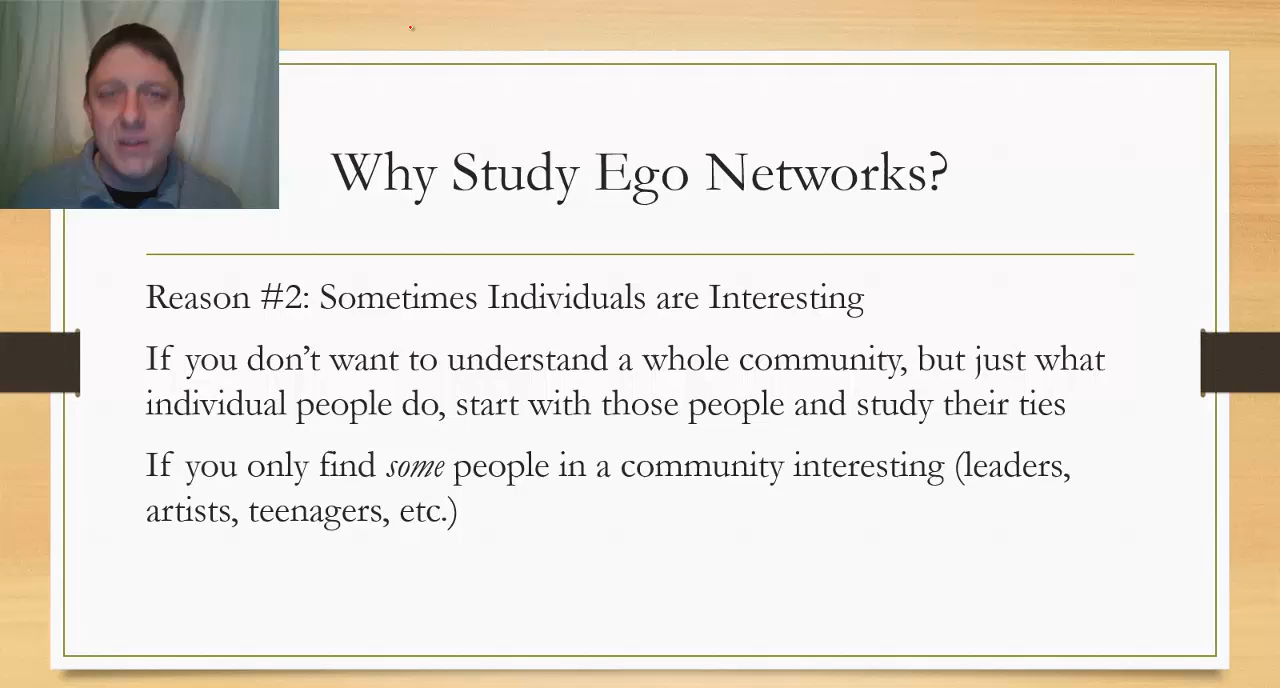 Why Study Ego Networks?
Reason #2: Sometimes Individuals are Interesting
If you don't want to understand a whole community, but just what
individual people do, start with those people and study their ties
If you only find some people in a community interesting (leaders,
artists, teenagers, etc.)